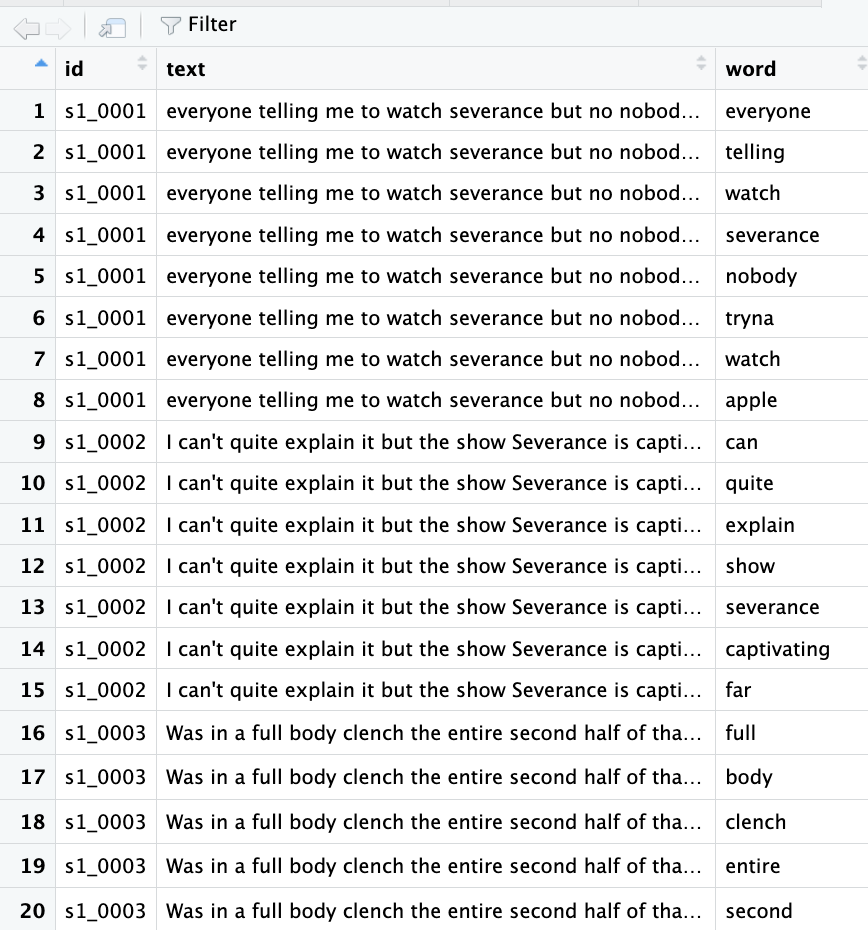 Filter
id text word
1 s1_0001 everyone telling me to watch severance but no nobod... everyone
2 s1_0001 everyone telling me to watch severance but no nobod... telling
3 s1_0001 everyone telling me to watch severance but no nobod... watch
4 s1_0001 everyone telling me to watch severance but no nobod... severance
5 s1_0001 everyone telling me to watch severance but no nobod... nobody
6 s1_0001 everyone telling me to watch severance but no nobod... tryna
7 s1_0001 everyone telling me to watch severance but no nobod... watch
8 s1_0001 everyone telling me to watch severance but no nobod... apple
9 s1_0002 I can't quite explain it but the show Severance is capti... can
10 s1_0002 I can't quite explain it but the show Severance is capti... quite
11 s1_0002 I can't quite explain it but the show Severance is capti... explain
12 s1_0002 I can't quite explain it but the show Severance is capti... show
13 s1_0002 I can't quite explain it but the show Severance is capti... severance
14 s1_0002 I can't quite explain it but the show Severance is capti... captivating
15 s1_0002 I can't quite explain it but the show Severance is capti... far
16 s1_0003 Was in a full body clench the entire second half of tha... full
17 s1_0003 Was in a full body clench the entire second half of tha... body
18 s1_0003 Was in a full body clench the entire second half of tha... clench
19 s1_0003 Was in a full body clench the entire second half of tha... entire
20 s1_0003 Was in a full body clench the entire second half of tha... second